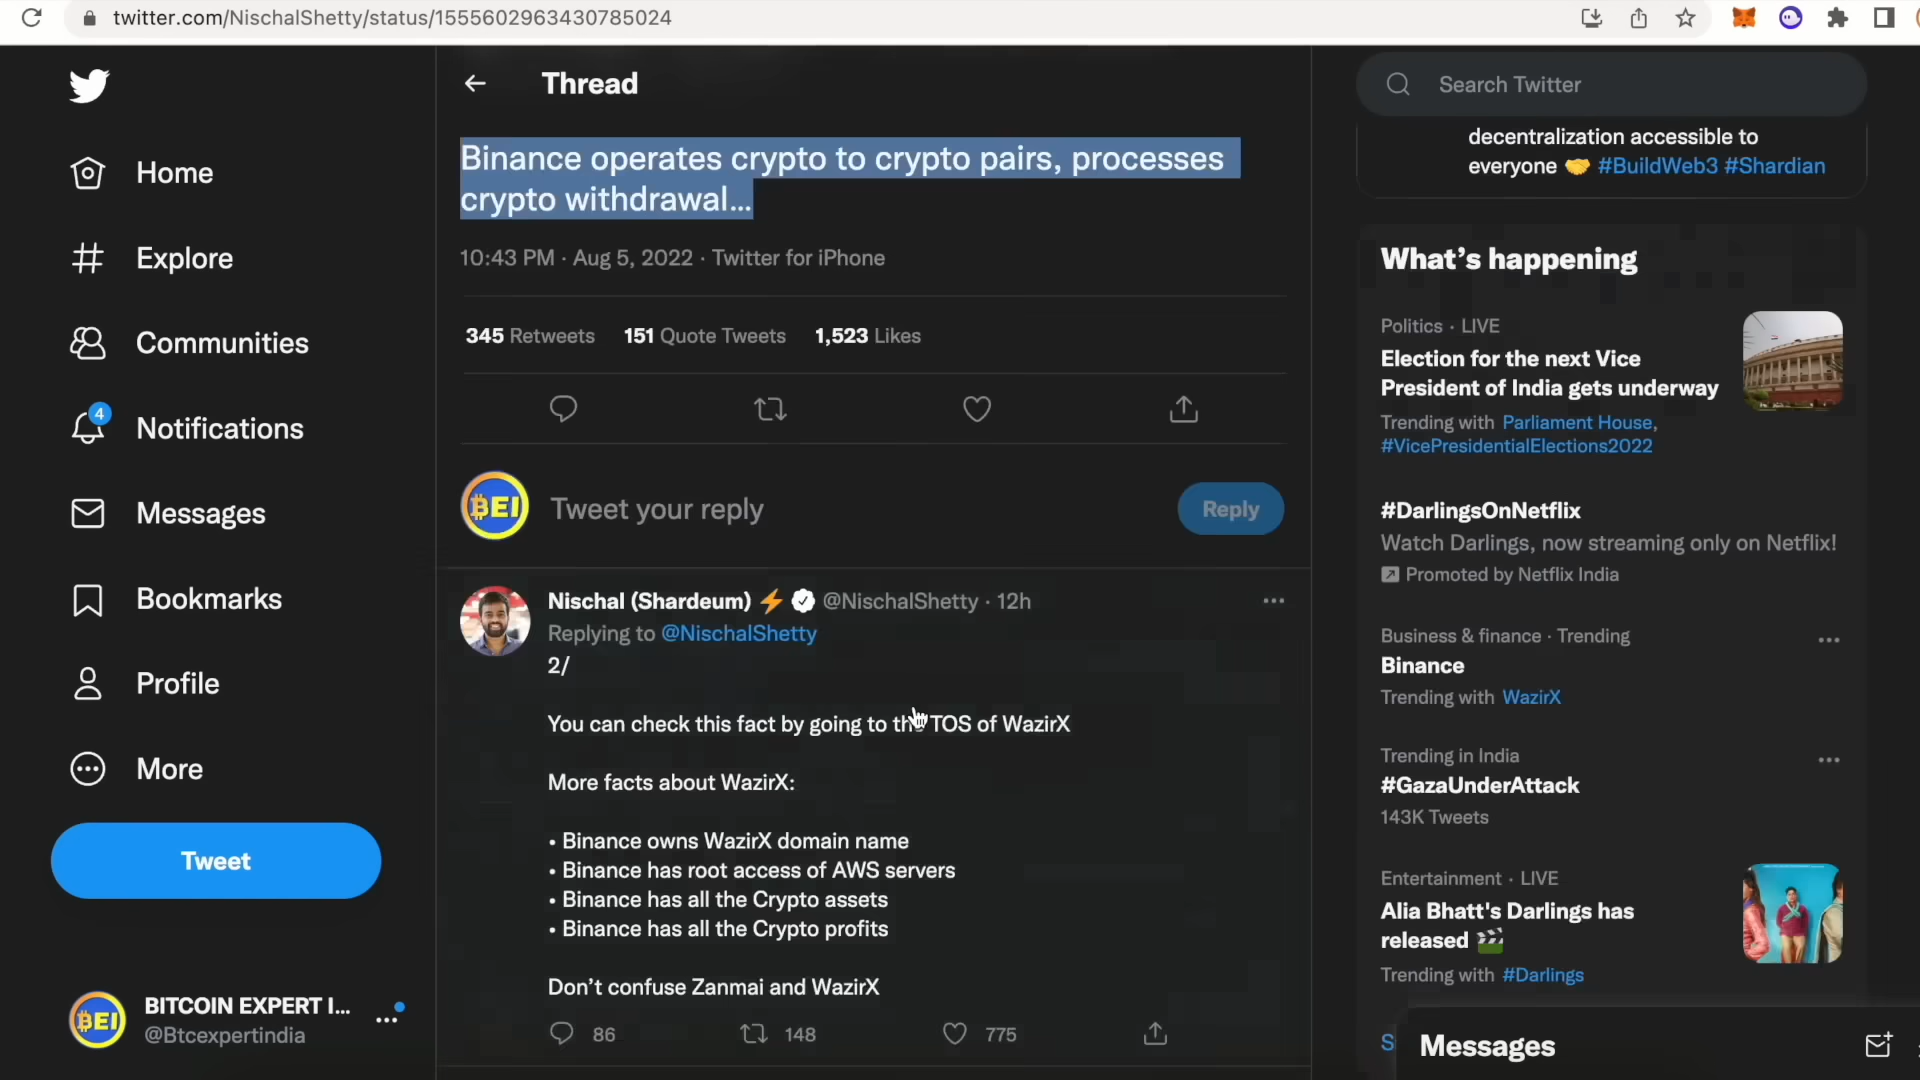 twitter.com/NischalShetty/status/1555602963430785024
Home
Explore
Communities
4
Notifications
Messages
Bookmarks
Profile
More
Tweet
BEI
BITCOIN EXPERT I...
@Btcexpertindia
Thread
Binance operates crypto to crypto pairs, processes
crypto withdrawal...
10:43 PM · Aug 5, 2022 · Twitter for iPhone
345 Retweets 151 Quote Tweets 1,523 Likes
BEI
Tweet your reply
Reply
Nischal (Shardeum) ⚡ @NischalShetty · 12h
Replying to @NischalShetty
2/
You can check this fact by going to the TOS of WazirX
More facts about WazirX:
• Binance owns WazirX domain name
• Binance has root access of AWS servers
• Binance has all the Crypto assets
• Binance has all the Crypto profits
Don't confuse Zanmai and WazirX
86 148 775
Search Twitter
decentralization accessible to
everyone 🤝 #BuildWeb3 #Shardian
What's happening
Politics · LIVE
Election for the next Vice
President of India gets underway
Trending with Parliament House,
#VicePresidentialElections2022
#DarlingsOnNetflix
Watch Darlings, now streaming only on Netflix!
Promoted by Netflix India
Business & finance · Trending
Binance
Trending with WazirX
Trending in India
#GazaUnderAttack
143K Tweets
Entertainment · LIVE
Alia Bhatt's Darlings has
released 🎬
Trending with #Darlings
S
Messages